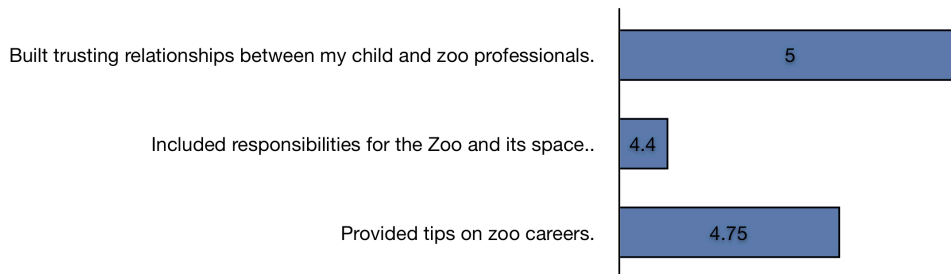 Built trusting relationships between my child and zoo professionals.
5
Included responsibilities for the Zoo and its space..
4.4
Provided tips on zoo careers.
4.75